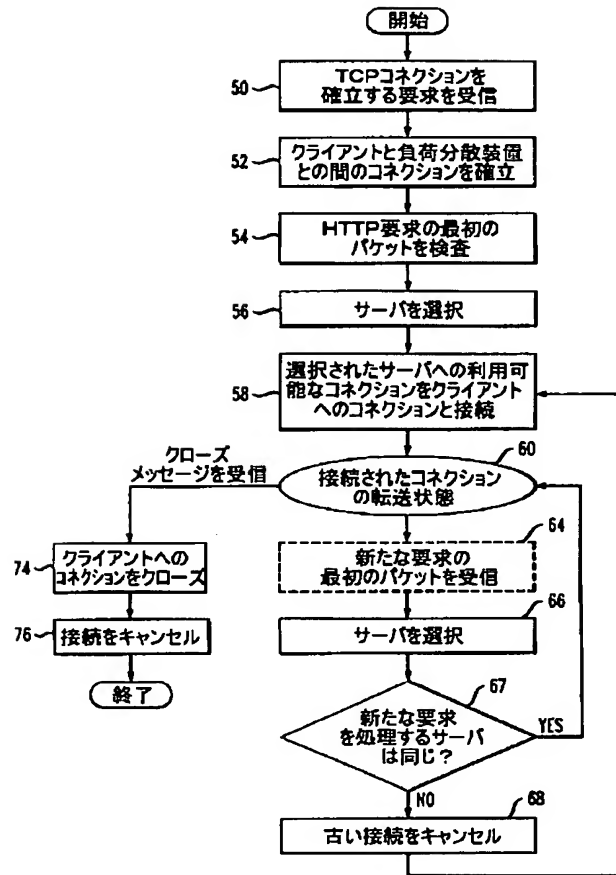 開始
50
TCPコネクションを
確立する要求を受信
52
クライアントと負荷分散装置
との間のコネクションを確立
54
HTTP要求の最初の
パケットを検査
56
サーバを選択
58
選択されたサーバへの利用可
能なコネクションをクライアント
へのコネクションと接続
60
接続されたコネクション
の転送状態
クローズ
メッセージを受信
74
クライアントへの
コネクションをクローズ
76
接続をキャンセル
終了
64
新たな要求の
最初のパケットを受信
66
サーバを選択
67
新たな要求
を処理するサーバ
は同じ?
YES
NO
68
古い接続をキャンセル